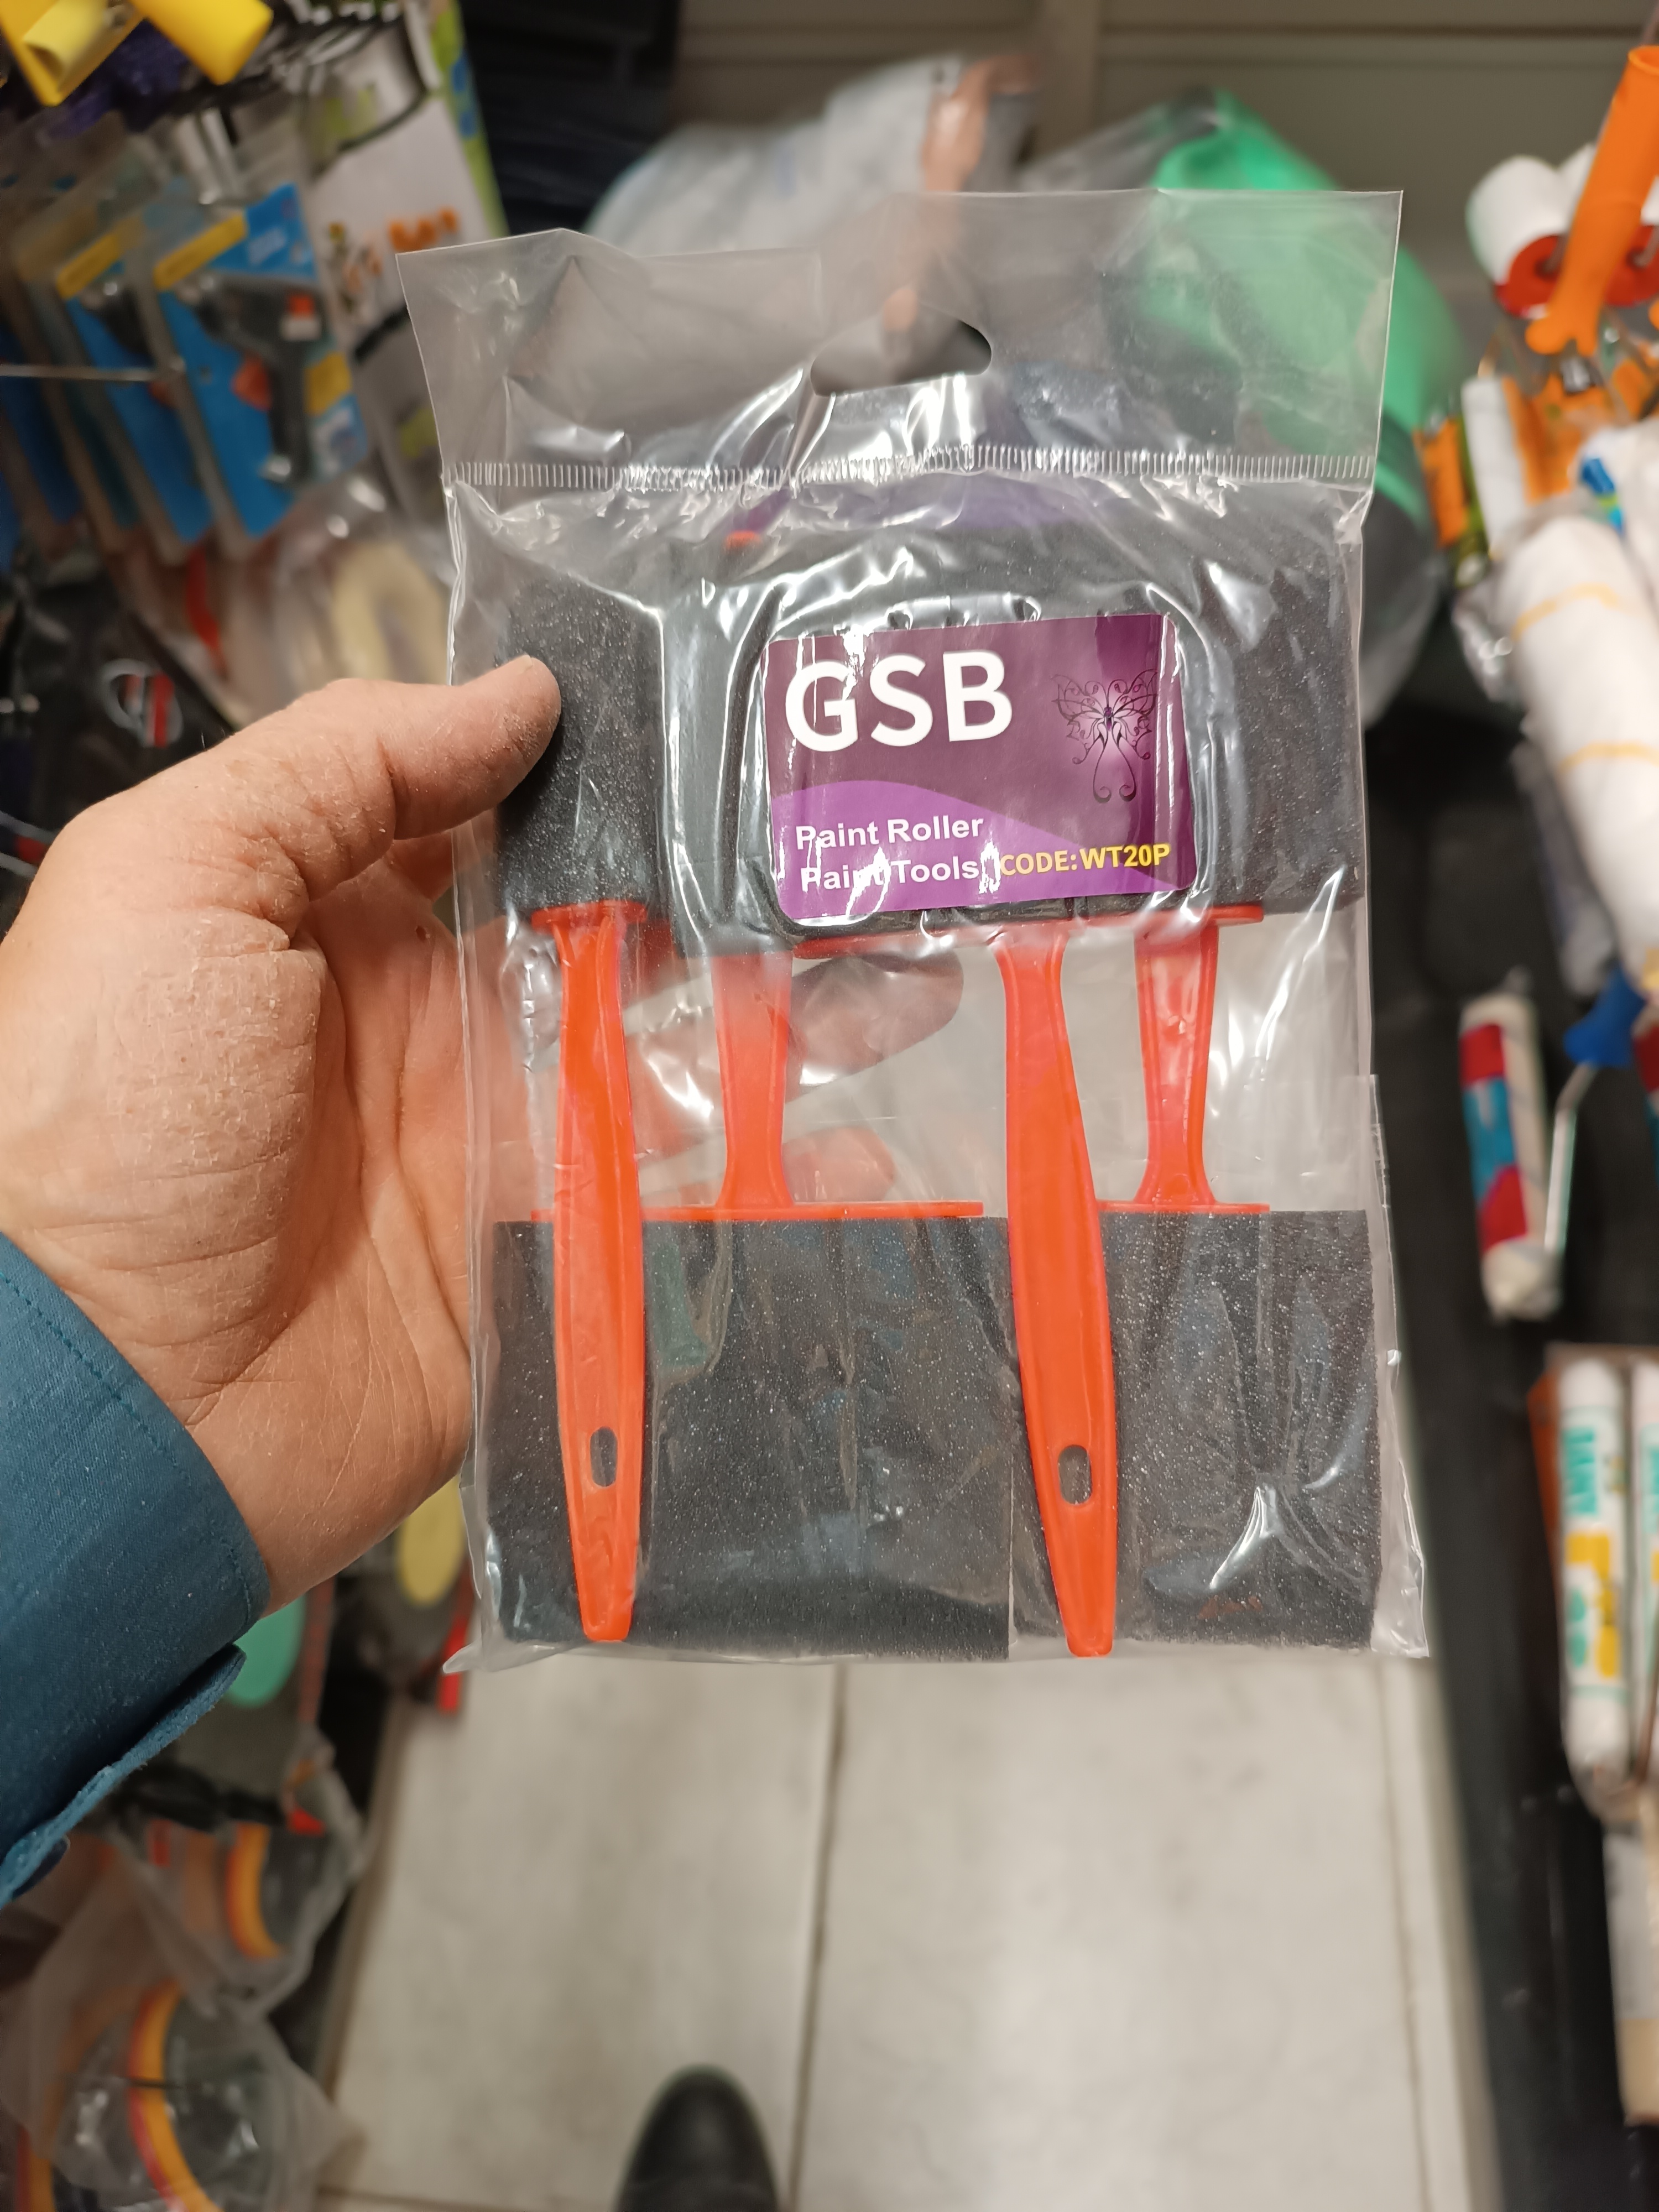 GSB
Paint Roller
Paint Tools
CODE:WT20P